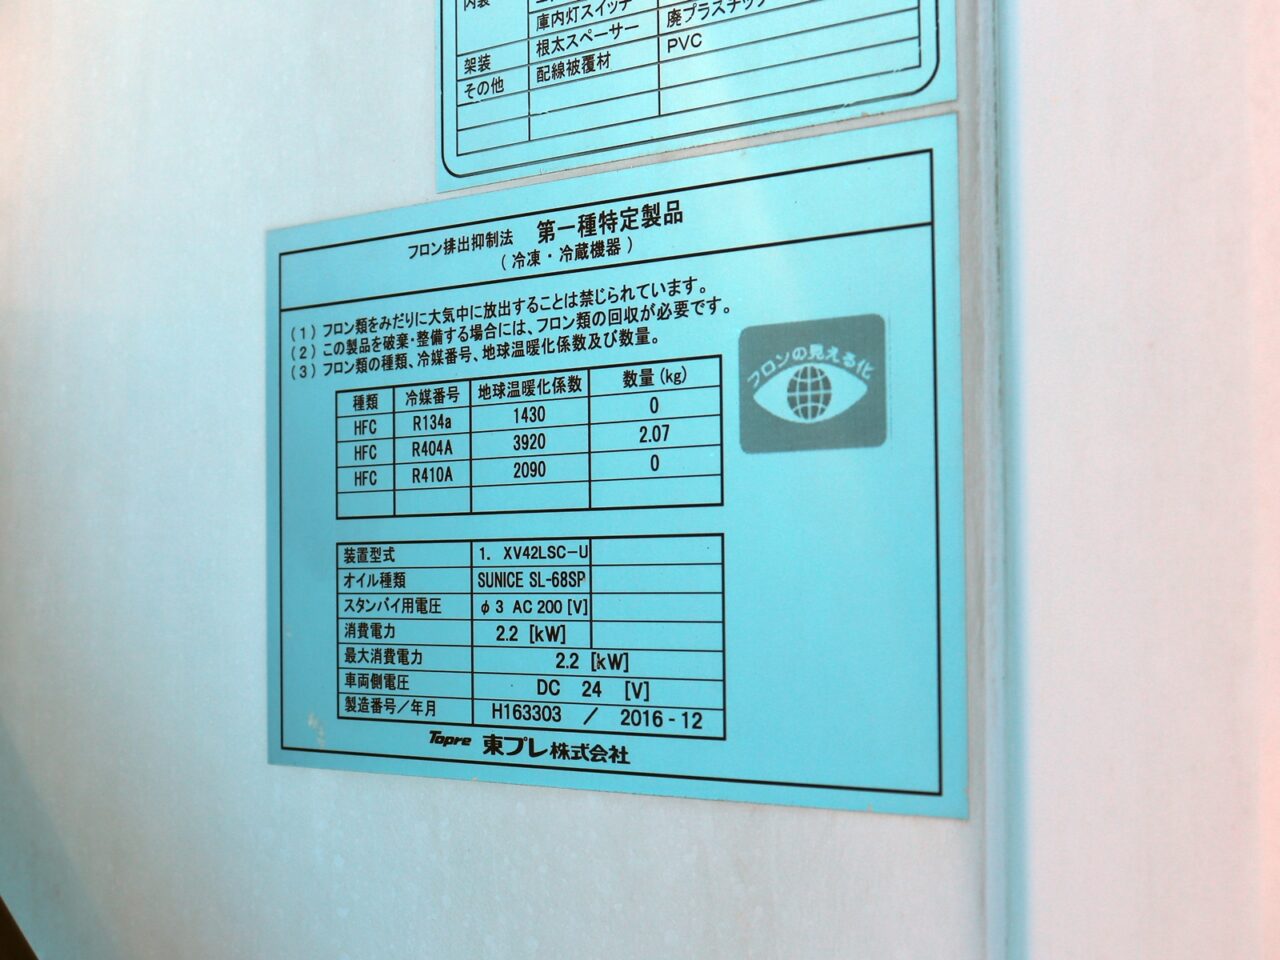 内装
庫内灯スイッチ 廃プラスチック
架装 根太スペーサー PVC
その他 配線被覆材
フロン排出抑制法 第一種特定製品
(冷凍・冷蔵機器)
(1) フロン類をみだりに大気中に放出することは禁じられています。
(2) この製品を破棄・整備する場合には、フロン類の回収が必要です。
(3) フロン類の種類、冷媒番号、地球温暖化係数及び数量。
フロンの見える化
種類 冷媒番号 地球温暖化係数 数量(kg)
HFC R134a 1430 0
HFC R404A 3920 2.07
HFC R410A 2090 0
装置型式 1. XV42LSC-U
オイル種類 SUNICE SL-68SP
スタンバイ用電圧 φ3 AC 200 [V]
消費電力 2.2 [kW]
最大消費電力 2.2 [kW]
車両側電圧 DC 24 [V]
製造番号/年月 H163303 / 2016-12
Topre 東プレ株式会社